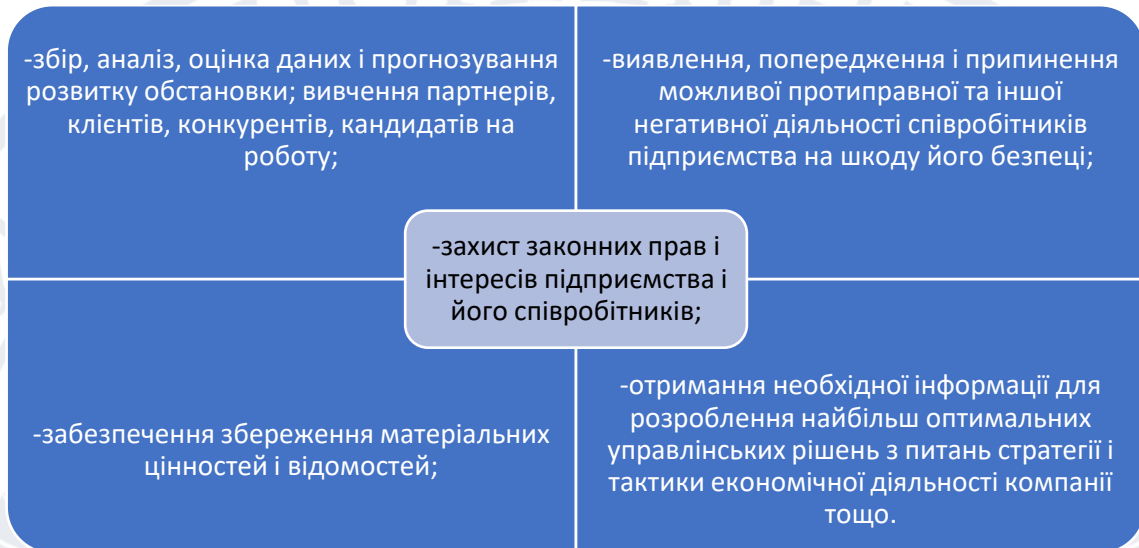 -збір, аналіз, оцінка даних і прогнозування
розвитку обстановки; вивчення партнерів,
клієнтів, конкурентів, кандидатів на
роботу;
-виявлення, попередження і припинення
можливої протиправної та іншої
негативної діяльності співробітників
підприємства на шкоду його безпеці;
-захист законних прав і
інтересів підприємства і
його співробітників;
-забезпечення збереження матеріальних
цінностей і відомостей;
-отримання необхідної інформації для
розроблення найбільш оптимальних
управлінських рішень з питань стратегії і
тактики економічної діяльності компанії
тощо.